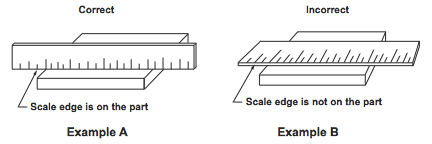 Correct
Incorrect
Scale edge is on the part
Scale edge is not on the part
Example A
Example B